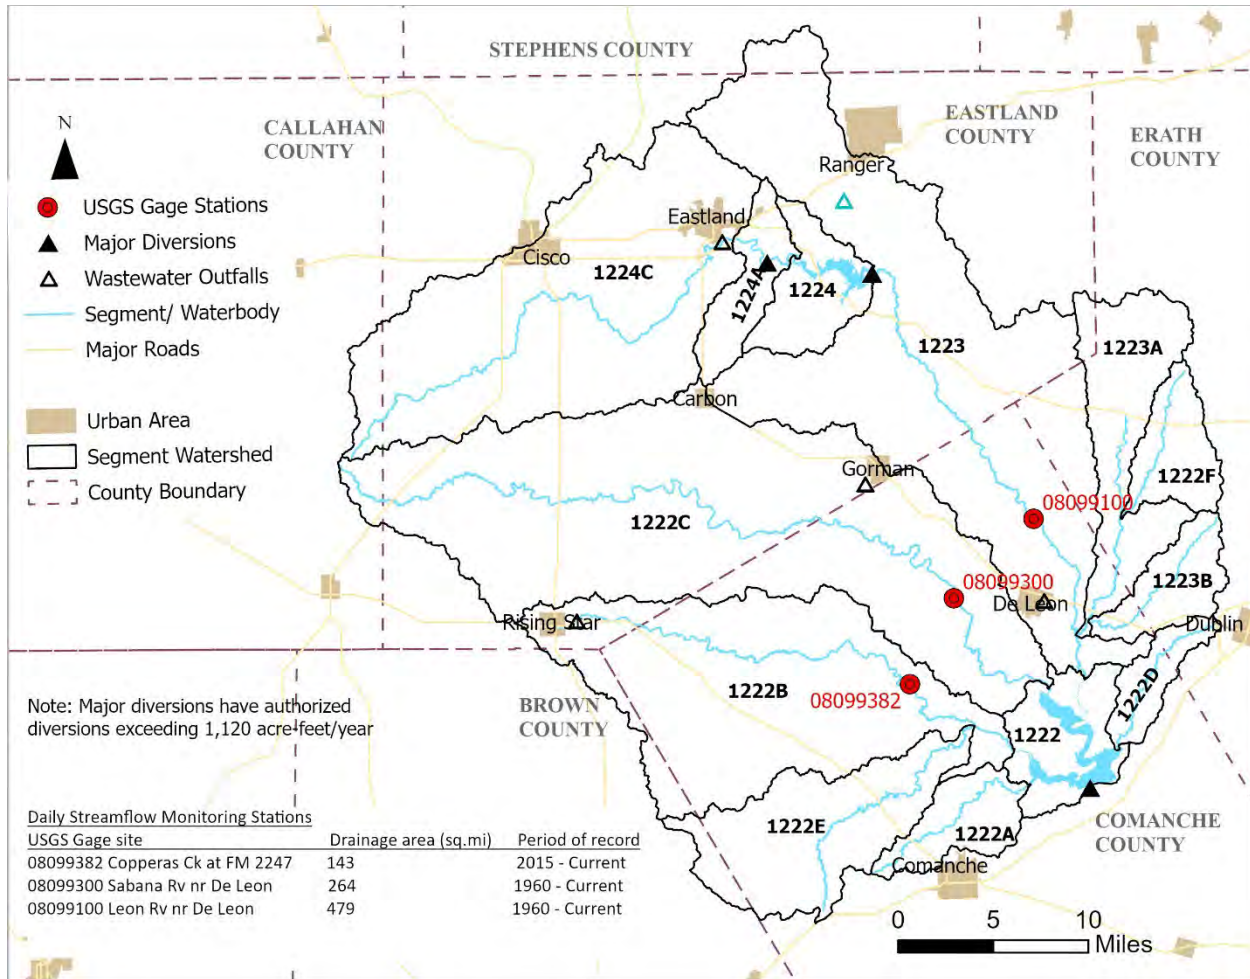 STEPHENS COUNTY
CALLAHAN
COUNTY
EASTLAND
COUNTY
ERATH
COUNTY
N
USGS Gage Stations
Major Diversions
Wastewater Outfalls
Segment/ Waterbody
Major Roads
Urban Area
Segment Watershed
County Boundary
Ranger
Eastland
Cisco
1224C
1224A
1224
1223
1223A
Carbon
Gorman
1222F
08099100
1222C
08099300
1223B
De Leon
Dublin
Rising Star
1222B
08099382
1222D
BROWN
COUNTY
1222
Note: Major diversions have authorized
diversions exceeding 1,120 acre-feet/year
1222E
1222A
COMANCHE
COUNTY
Comanche
Daily Streamflow Monitoring Stations
USGS Gage site Drainage area (sq.mi) Period of record
08099382 Copperas Ck at FM 2247 143 2015 - Current
08099300 Sabana Rv nr De Leon 264 1960 - Current
08099100 Leon Rv nr De Leon 479 1960 - Current
0 5 10
Miles